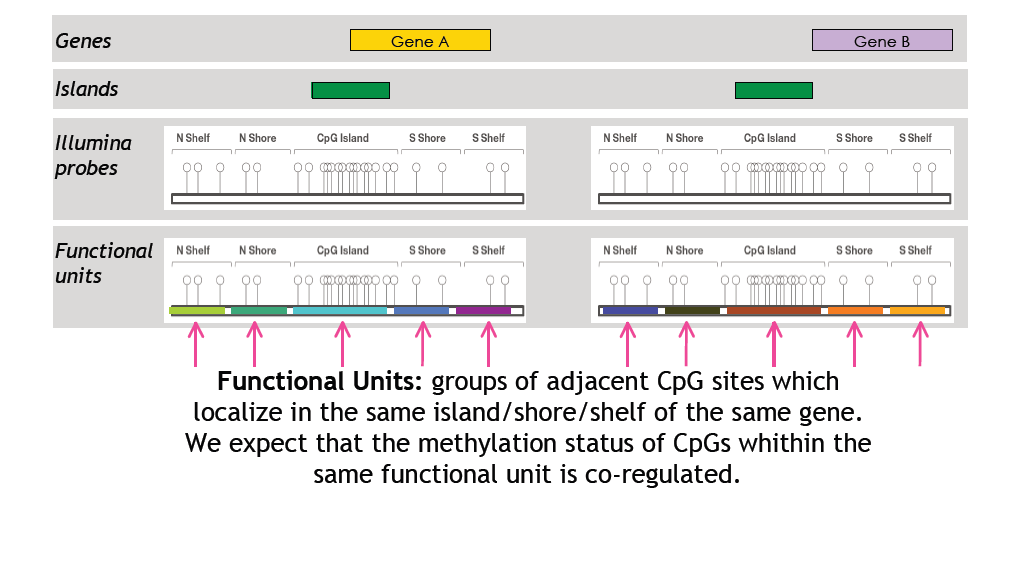 Genes
Gene A
Gene B
Islands
Illumina
probes
N Shelf N Shore CpG Island S Shore S Shelf
N Shelf N Shore CpG Island S Shore S Shelf
Functional
units
N Shelf N Shore CpG Island S Shore S Shelf
N Shelf N Shore CpG Island S Shore S Shelf
Functional Units: groups of adjacent CpG sites which
localize in the same island/shore/shelf of the same gene.
We expect that the methylation status of CpGs whithin the
same functional unit is co-regulated.